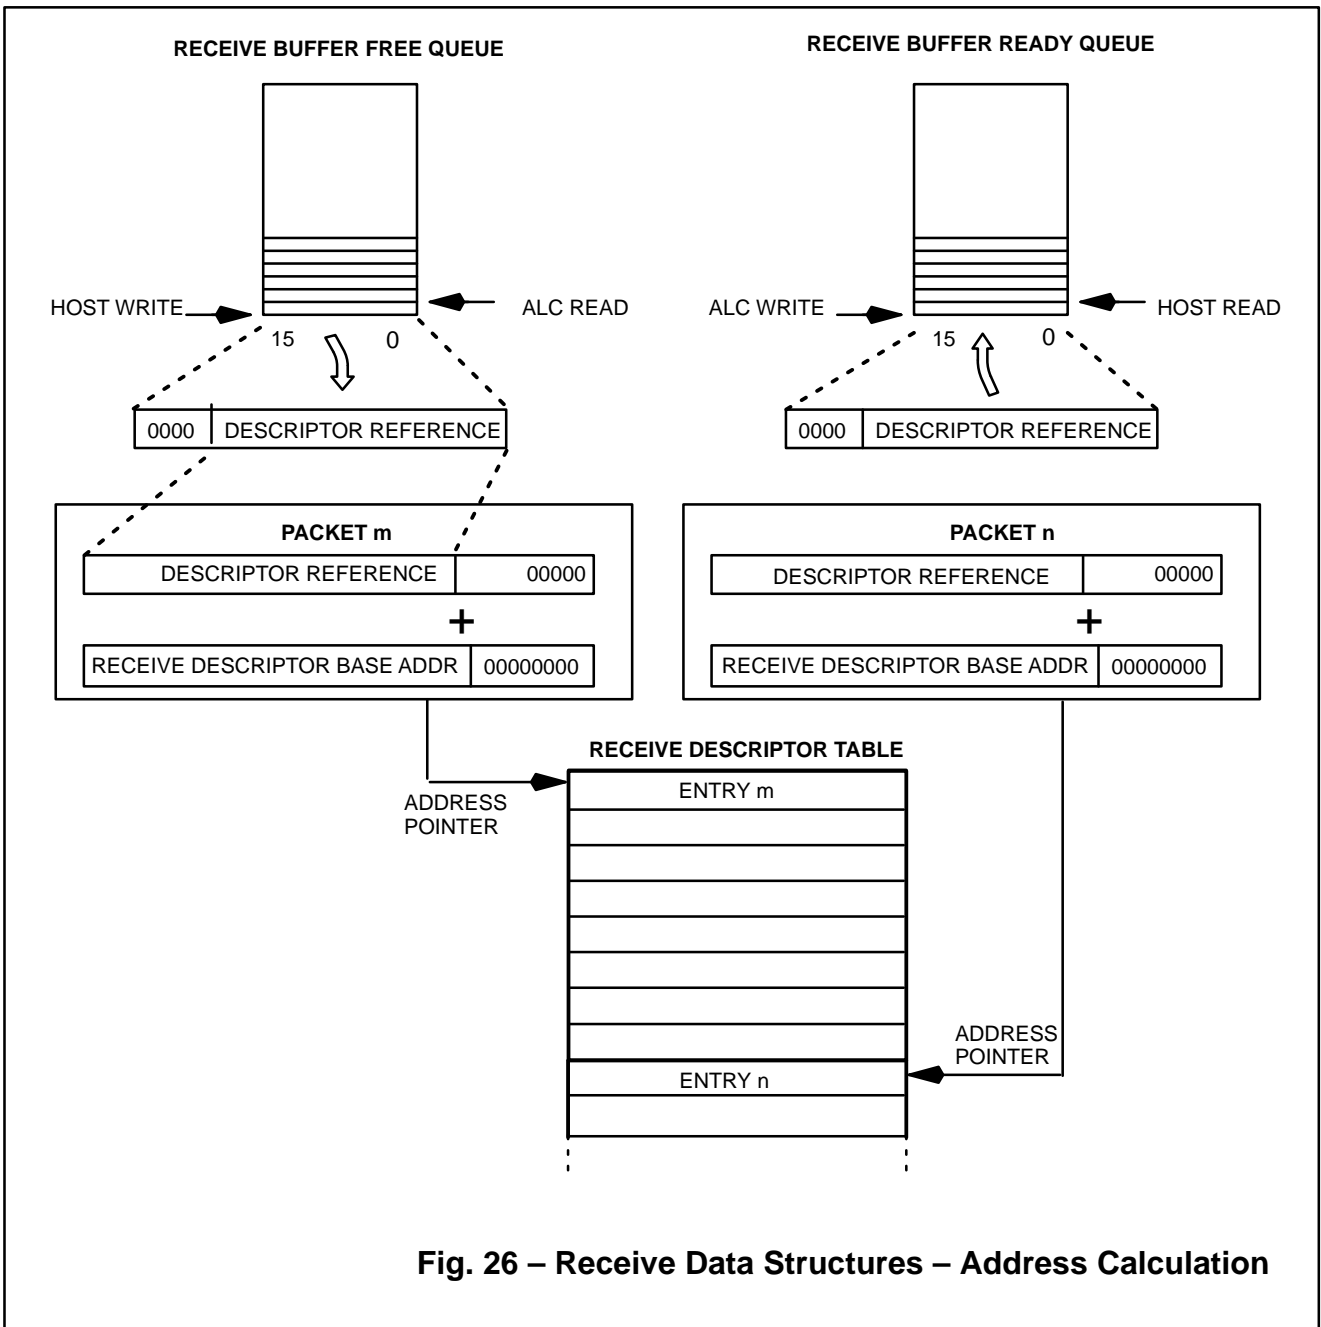 RECEIVE BUFFER FREE QUEUE
RECEIVE BUFFER READY QUEUE
HOST WRITE
ALC READ
ALC WRITE
HOST READ
15
0
15
0
0000
DESCRIPTOR REFERENCE
0000
DESCRIPTOR REFERENCE
PACKET m
DESCRIPTOR REFERENCE
00000
+
RECEIVE DESCRIPTOR BASE ADDR
00000000
PACKET n
DESCRIPTOR REFERENCE
00000
+
RECEIVE DESCRIPTOR BASE ADDR
00000000
RECEIVE DESCRIPTOR TABLE
ADDRESS
POINTER
ENTRY m
ADDRESS
POINTER
ENTRY n
Fig. 26 – Receive Data Structures – Address Calculation